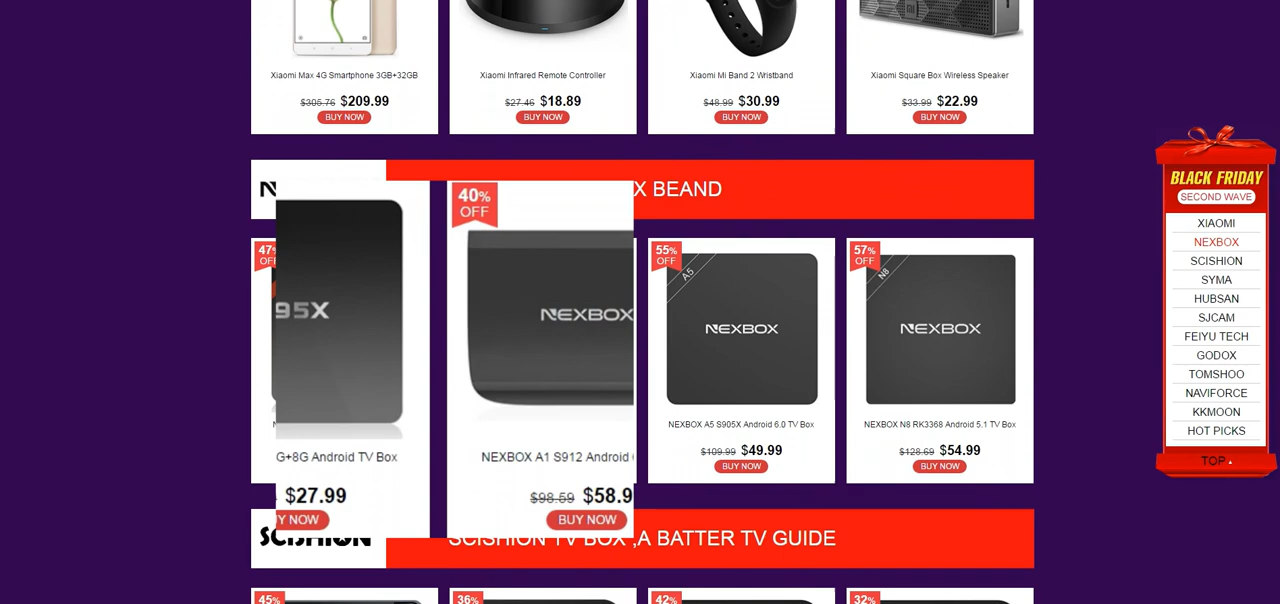 Xiaomi Max 4G Smartphone 3GB+32GB
$305.76 $209.99
BUY NOW
Xiaomi Infrared Remote Controller
$27.46 $18.89
BUY NOW
Xiaomi Mi Band 2 Wristband
$48.99 $30.99
BUY NOW
Xiaomi Square Box Wireless Speaker
$33.99 $22.99
BUY NOW
X BEAND
47%
40%
OFF
95X
G+8G Android TV Box
$27.99
Y NOW
NEXBOX
NEXBOX A1 S912 Android
$98.59 $58.9
BUY NOW
55%
OFF
A5
NEXBOX
NEXBOX A5 S905X Android 6.0 TV Box
$109.99 $49.99
BUY NOW
57%
OFF
N8
NEXBOX
NEXBOX N8 RK3368 Android 5.1 TV Box
$128.69 $54.99
BUY NOW
SCISHION
SCISHION TV BOX ,A BATTER TV GUIDE
45%
36%
42%
32%
BLACK FRIDAY
SECOND WAVE
XIAOMI
NEXBOX
SCISHION
SYMA
HUBSAN
SJCAM
FEIYU TECH
GODOX
TOMSHOO
NAVIFORCE
KKMOON
HOT PICKS
TOP